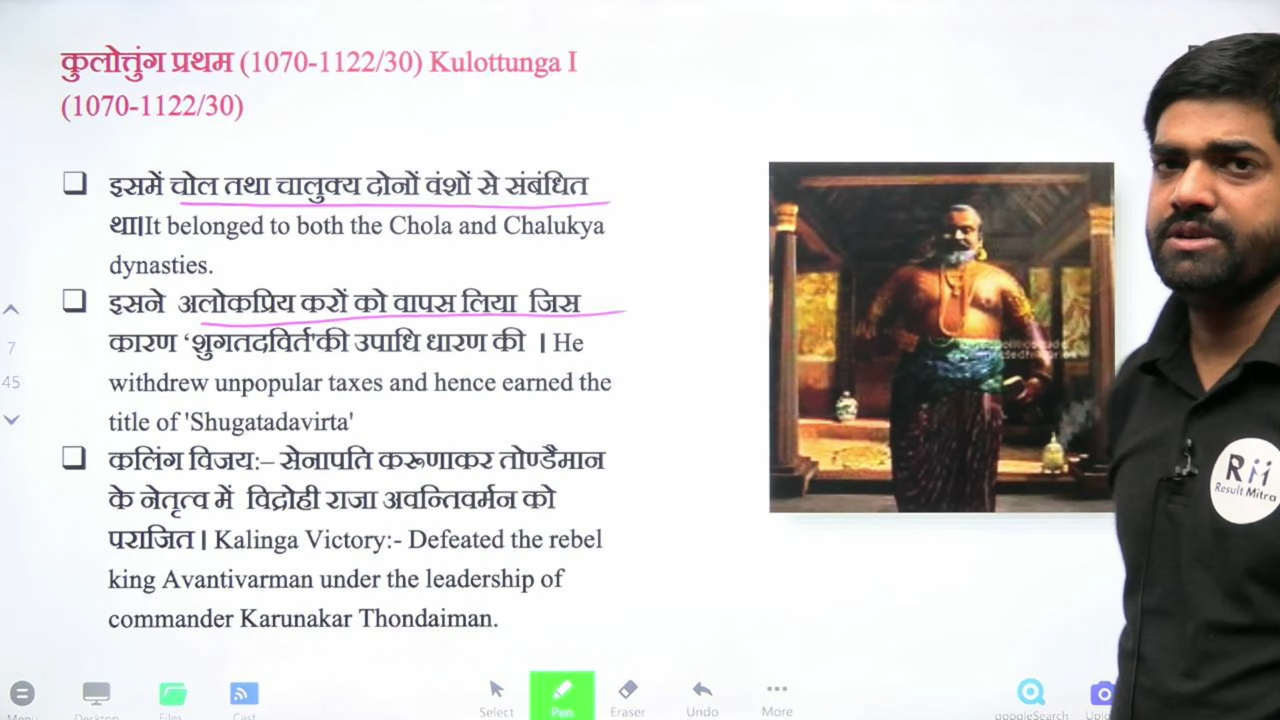 कुलोत्तुंग प्रथम (1070-1122/30) Kulottunga I
(1070-1122/30)
❑ इसमें चोल तथा चालुक्य दोनों वंशों से संबंधित
था।It belonged to both the Chola and Chalukya
dynasties.
❑ इसने अलोकप्रिय करों को वापस लिया जिस
कारण ‘शुगतदविर्त'की उपाधि धारण की । He
withdrew unpopular taxes and hence earned the
title of 'Shugatadavirta'
❑ कलिंग विजय:– सेनापति करूणाकर तोण्डैमान
के नेतृत्व में विद्रोही राजा अवन्तिवर्मन को
पराजित। Kalinga Victory:- Defeated the rebel
king Avantivarman under the leadership of
commander Karunakar Thondaiman.
7
45
Result Mitra
Menu Desktop Files Cast Select Pen Eraser Undo More googleSearch